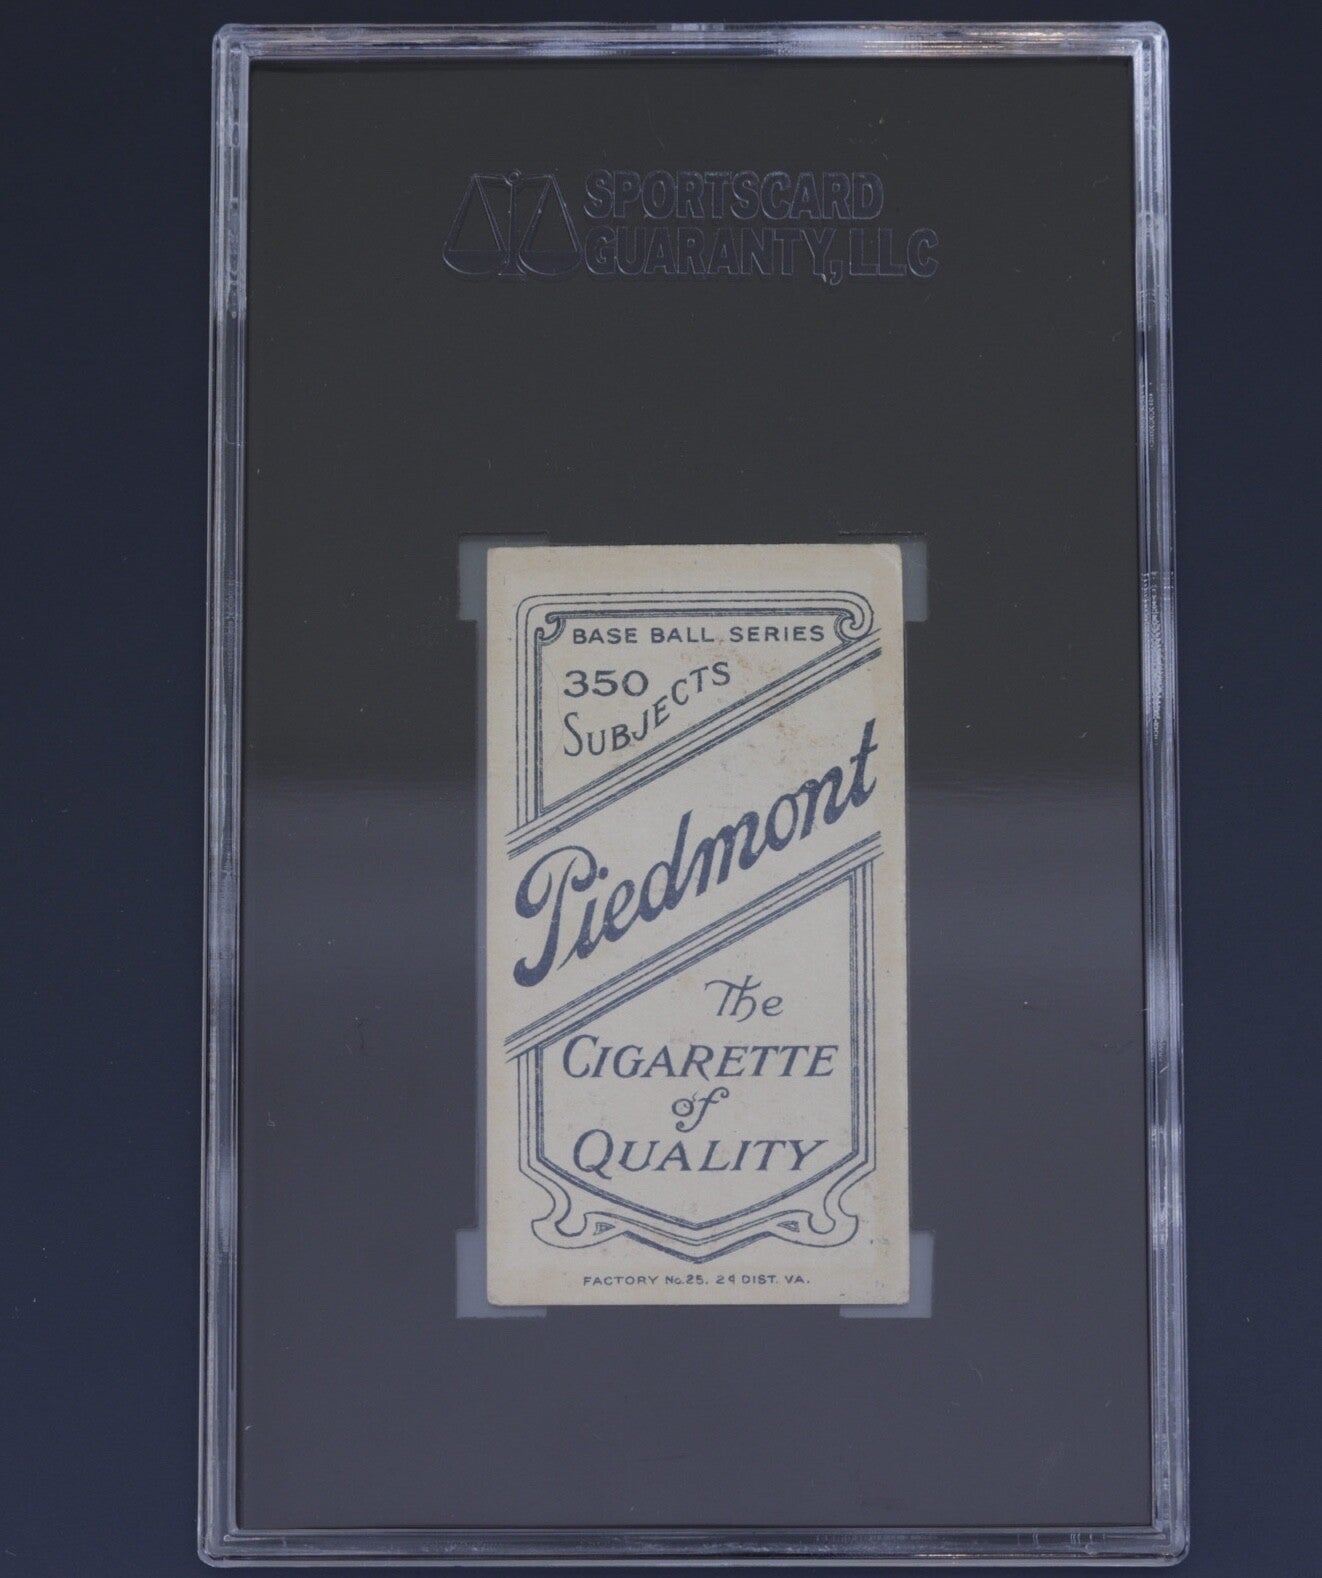 SPORTSCARD
GUARANTY, LLC
BASE BALL SERIES
350
SUBJECTS
Piedmont
The
CIGARETTE
of
QUALITY
FACTORY No. 25. 2d DIST. VA.